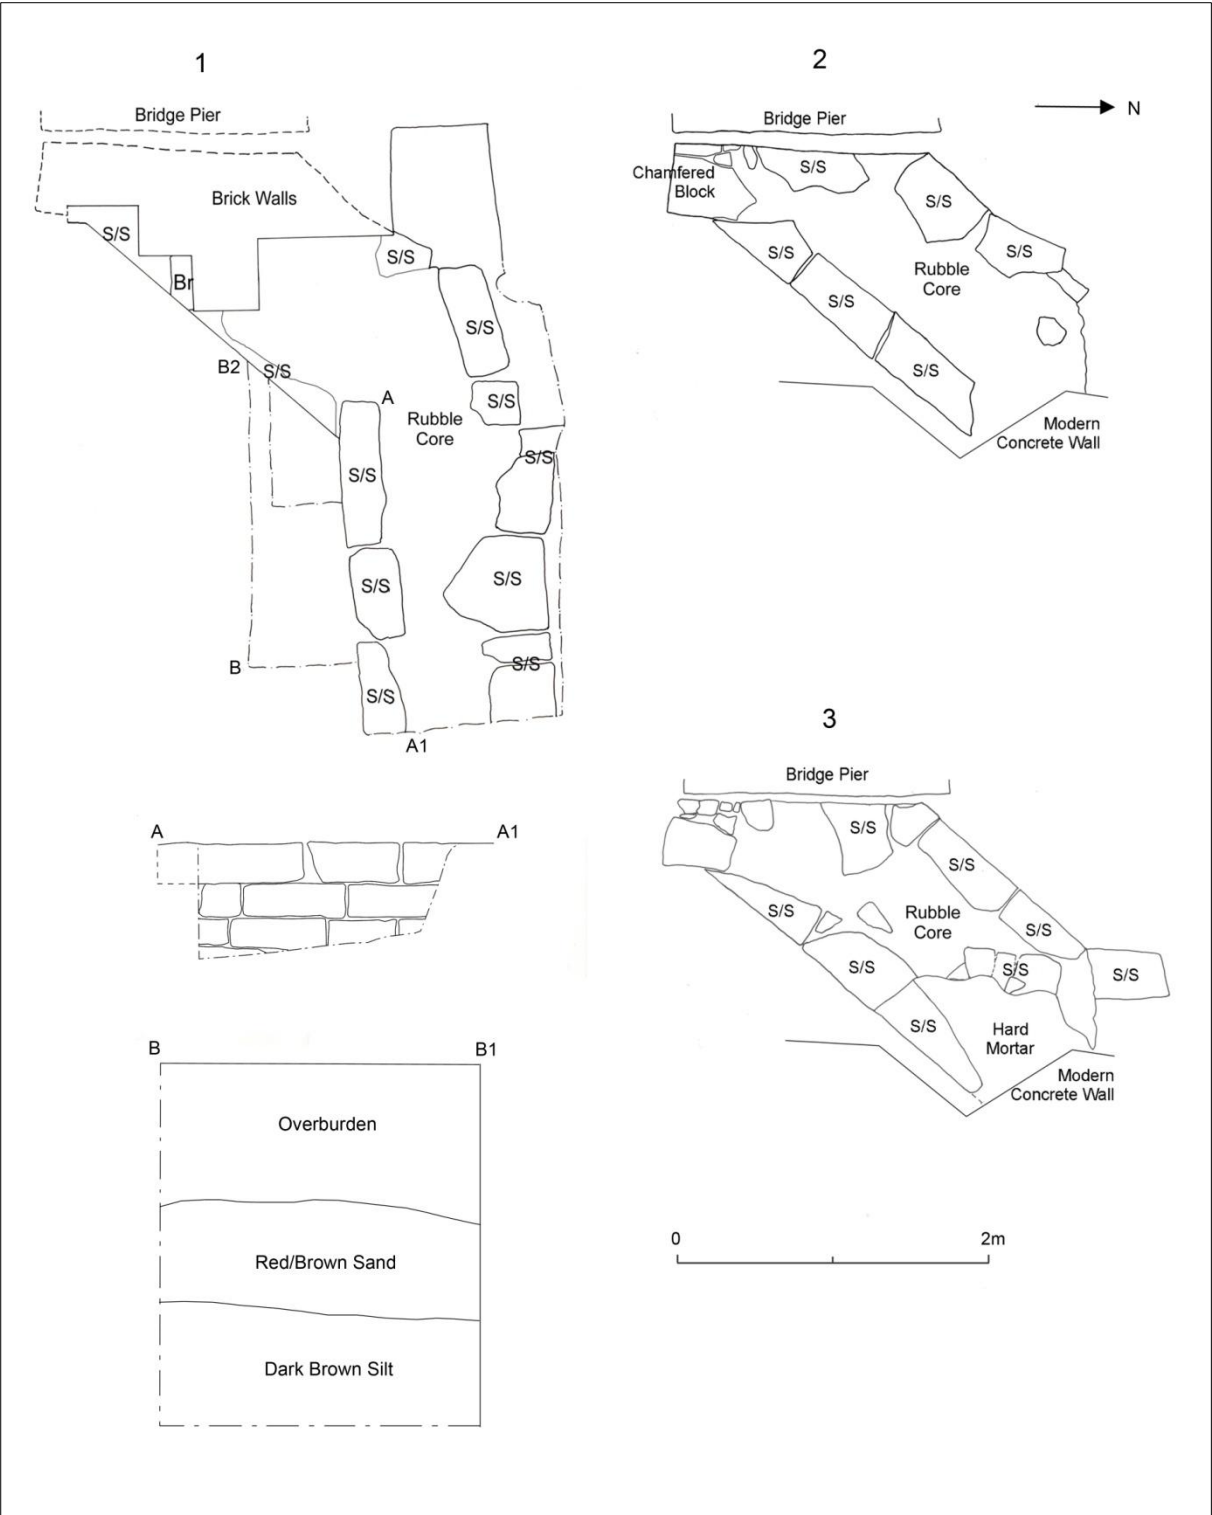 1
Bridge Pier
Brick Walls
S/S
S/S
Br
S/S
B2
S/S
A
S/S
Rubble
Core
S/S
S/S
S/S
S/S
B
S/S
S/S
A1
2
N
Bridge Pier
Chamfered
Block
S/S
S/S
S/S
S/S
Rubble
Core
S/S
S/S
Modern
Concrete Wall
A
A1
B
B1
Overburden
Red/Brown Sand
Dark Brown Silt
3
Bridge Pier
S/S
S/S
S/S
Rubble
Core
S/S
S/S
S/S
S/S
S/S
Hard
Mortar
Modern
Concrete Wall
0
2m